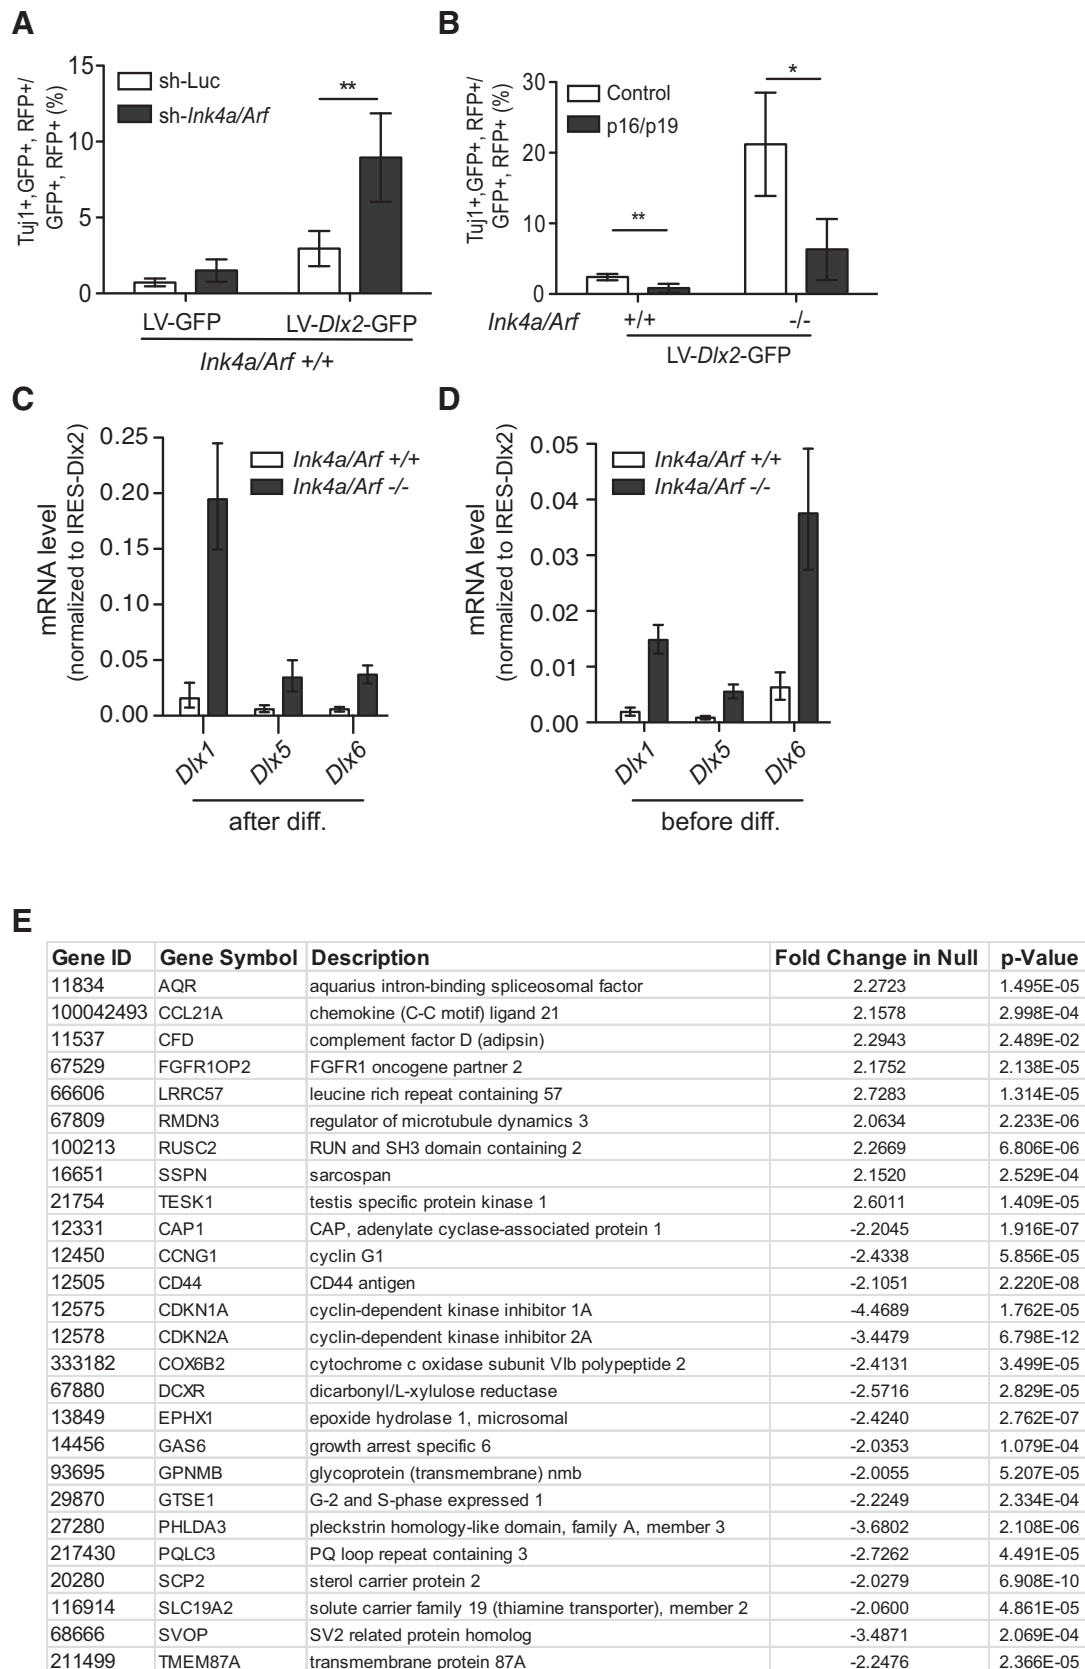 A
Tuj1+,GFP+, RFP+/
GFP+, RFP+ (%)
15
10
5
0
sh-Luc
sh-Ink4a/Arf
**
LV-GFP
LV-Dlx2-GFP
Ink4a/Arf +/+
B
Tuj1+,GFP+, RFP+/
GFP+, RFP+ (%)
30
20
10
0
Control
p16/p19
**
*
Ink4a/Arf
+/+
-/-
LV-Dlx2-GFP
C
mRNA level
(normalized to IRES-Dlx2)
0.25
0.20
0.15
0.10
0.05
0.00
Ink4a/Arf +/+
Ink4a/Arf -/-
Dlx1
Dlx5
Dlx6
after diff.
D
mRNA level
(normalized to IRES-Dlx2)
0.05
0.04
0.03
0.02
0.01
0.00
Ink4a/Arf +/+
Ink4a/Arf -/-
Dlx1
Dlx5
Dlx6
before diff.
E
Gene ID Gene Symbol Description Fold Change in Null p-Value
11834 AQR aquarius intron-binding spliceosomal factor 2.2723 1.495E-05
100042493 CCL21A chemokine (C-C motif) ligand 21 2.1578 2.998E-04
11537 CFD complement factor D (adipsin) 2.2943 2.489E-02
67529 FGFR1OP2 FGFR1 oncogene partner 2 2.1752 2.138E-05
66606 LRRC57 leucine rich repeat containing 57 2.7283 1.314E-05
67809 RMDN3 regulator of microtubule dynamics 3 2.0634 2.233E-06
100213 RUSC2 RUN and SH3 domain containing 2 2.2669 6.806E-06
16651 SSPN sarcospan 2.1520 2.529E-04
21754 TESK1 testis specific protein kinase 1 2.6011 1.409E-05
12331 CAP1 CAP, adenylate cyclase-associated protein 1 -2.2045 1.916E-07
12450 CCNG1 cyclin G1 -2.4338 5.856E-05
12505 CD44 CD44 antigen -2.1051 2.220E-08
12575 CDKN1A cyclin-dependent kinase inhibitor 1A -4.4689 1.762E-05
12578 CDKN2A cyclin-dependent kinase inhibitor 2A -3.4479 6.798E-12
333182 COX6B2 cytochrome c oxidase subunit VIb polypeptide 2 -2.4131 3.499E-05
67880 DCXR dicarbonyl/L-xylulose reductase -2.5716 2.829E-05
13849 EPHX1 epoxide hydrolase 1, microsomal -2.4240 2.762E-07
14456 GAS6 growth arrest specific 6 -2.0353 1.079E-04
93695 GPNMB glycoprotein (transmembrane) nmb -2.0055 5.207E-05
29870 GTSE1 G-2 and S-phase expressed 1 -2.2249 2.334E-04
27280 PHLDA3 pleckstrin homology-like domain, family A, member 3 -3.6802 2.108E-06
217430 PQLC3 PQ loop repeat containing 3 -2.7262 4.491E-05
20280 SCP2 sterol carrier protein 2 -2.0279 6.908E-10
116914 SLC19A2 solute carrier family 19 (thiamine transporter), member 2 -2.0600 4.861E-05
68666 SVOP SV2 related protein homolog -3.4871 2.069E-04
211499 TMEM87A transmembrane protein 87A -2.2476 2.366E-05